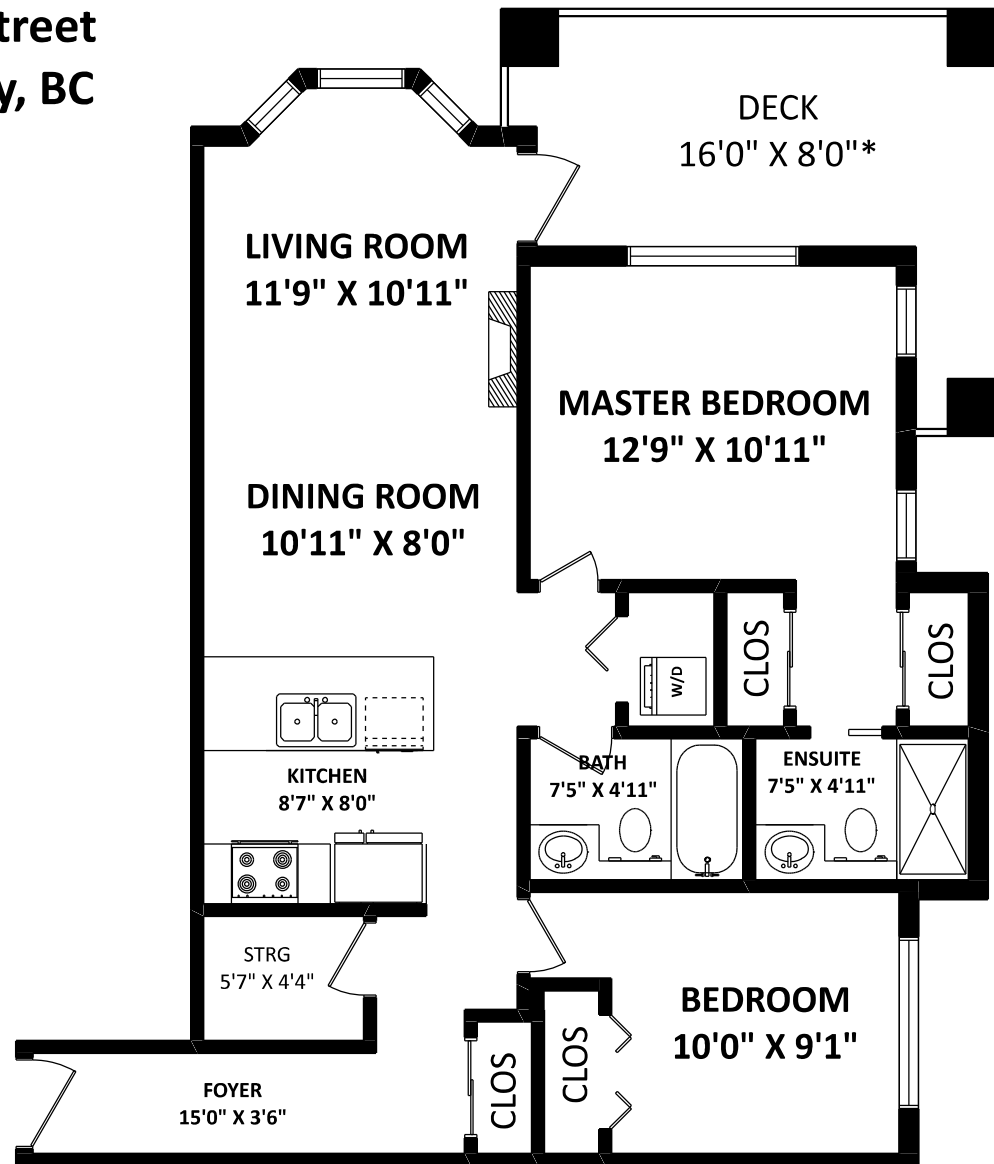 y, BC
DECK
16'0" X 8'0"*
LIVING ROOM
11'9" X 10'11"
MASTER BEDROOM
12'9" X 10'11"
DINING ROOM
10'11" X 8'0"
CLOS
CLOS
W/D
KITCHEN
8'7" X 8'0"
BATH
7'5" X 4'11"
ENSUITE
7'5" X 4'11"
STRG
5'7" X 4'4"
BEDROOM
10'0" X 9'1"
CLOS
CLOS
FOYER
15'0" X 3'6"